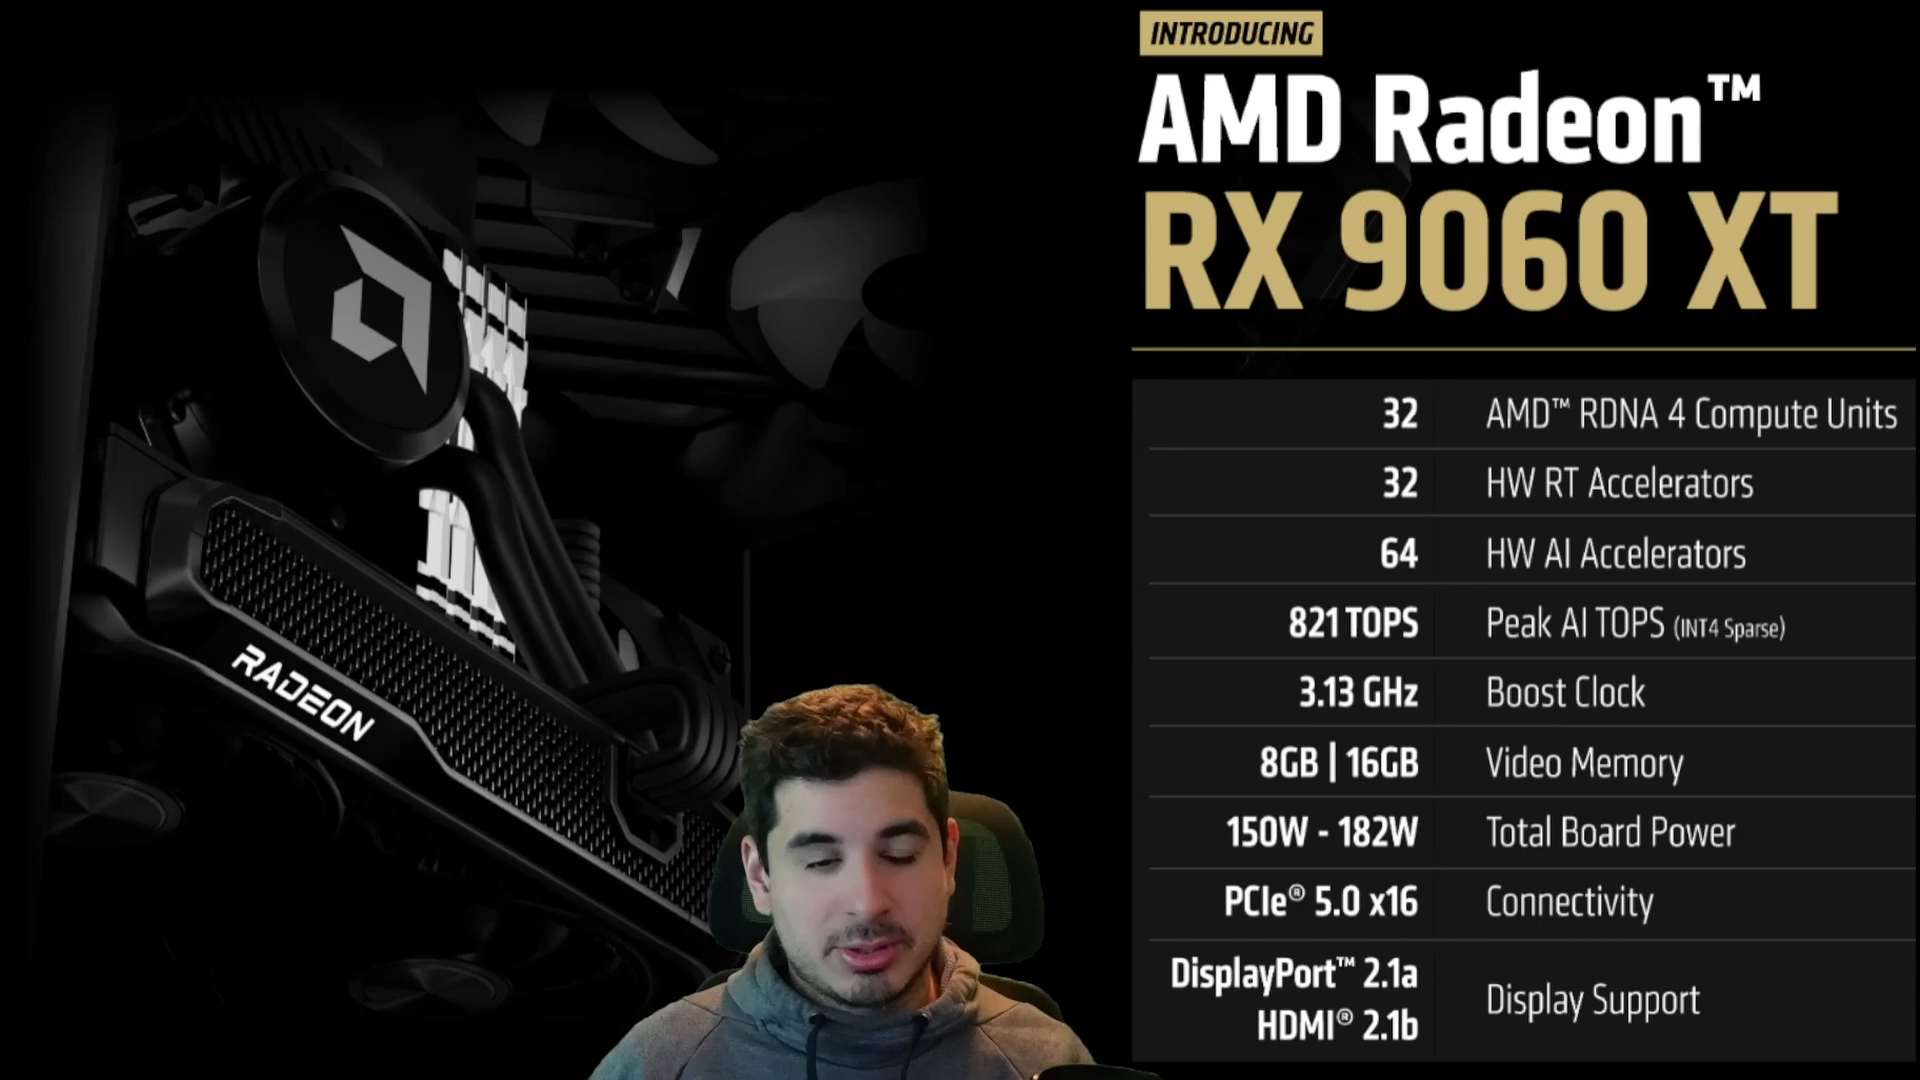 INTRODUCING
AMD Radeon™
RX 9060 XT
32 AMD™ RDNA 4 Compute Units
32 HW RT Accelerators
64 HW AI Accelerators
821 TOPS Peak AI TOPS (INT4 Sparse)
3.13 GHz Boost Clock
8GB | 16GB Video Memory
150W - 182W Total Board Power
PCIe® 5.0 x16 Connectivity
DisplayPort™ 2.1a
HDMI® 2.1b
Display Support
RADEON